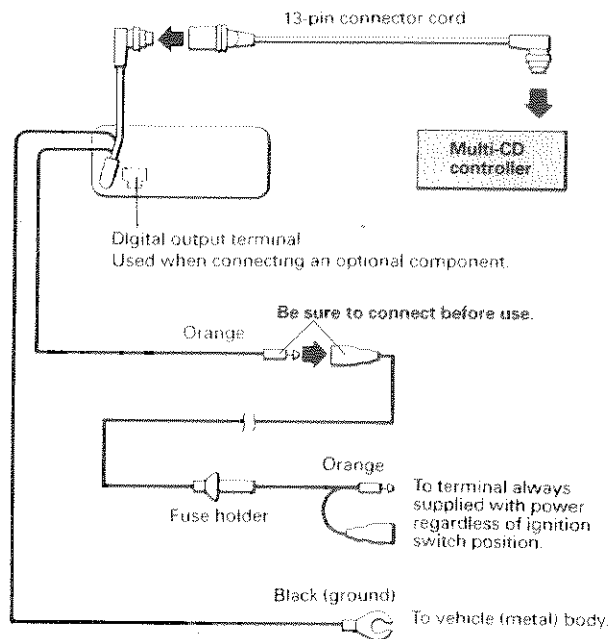 13-pin connector cord
Multi-CD
controller
Digital output terminal
Used when connecting an optional component.
Be sure to connect before use.
Orange
Orange
Fuse holder
To terminal always
supplied with power
regardless of ignition
switch position.
Black (ground)
To vehicle (metal) body.